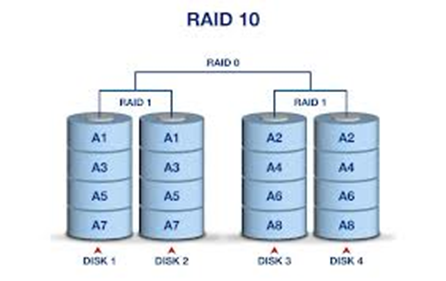 RAID 10
RAID 0
RAID 1 RAID 1
A1 A1 A2 A2
A3 A3 A4 A4
A5 A5 A6 A6
A7 A7 A8 A8
DISK 1 DISK 2 DISK 3 DISK 4